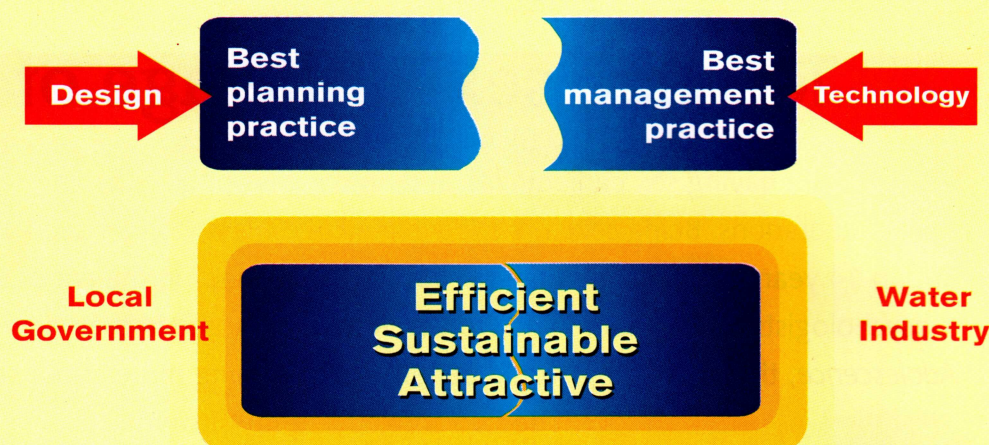 Design
Best
planning
practice
Best
management
practice
Technology
Local
Government
Efficient
Sustainable
Attractive
Water
Industry